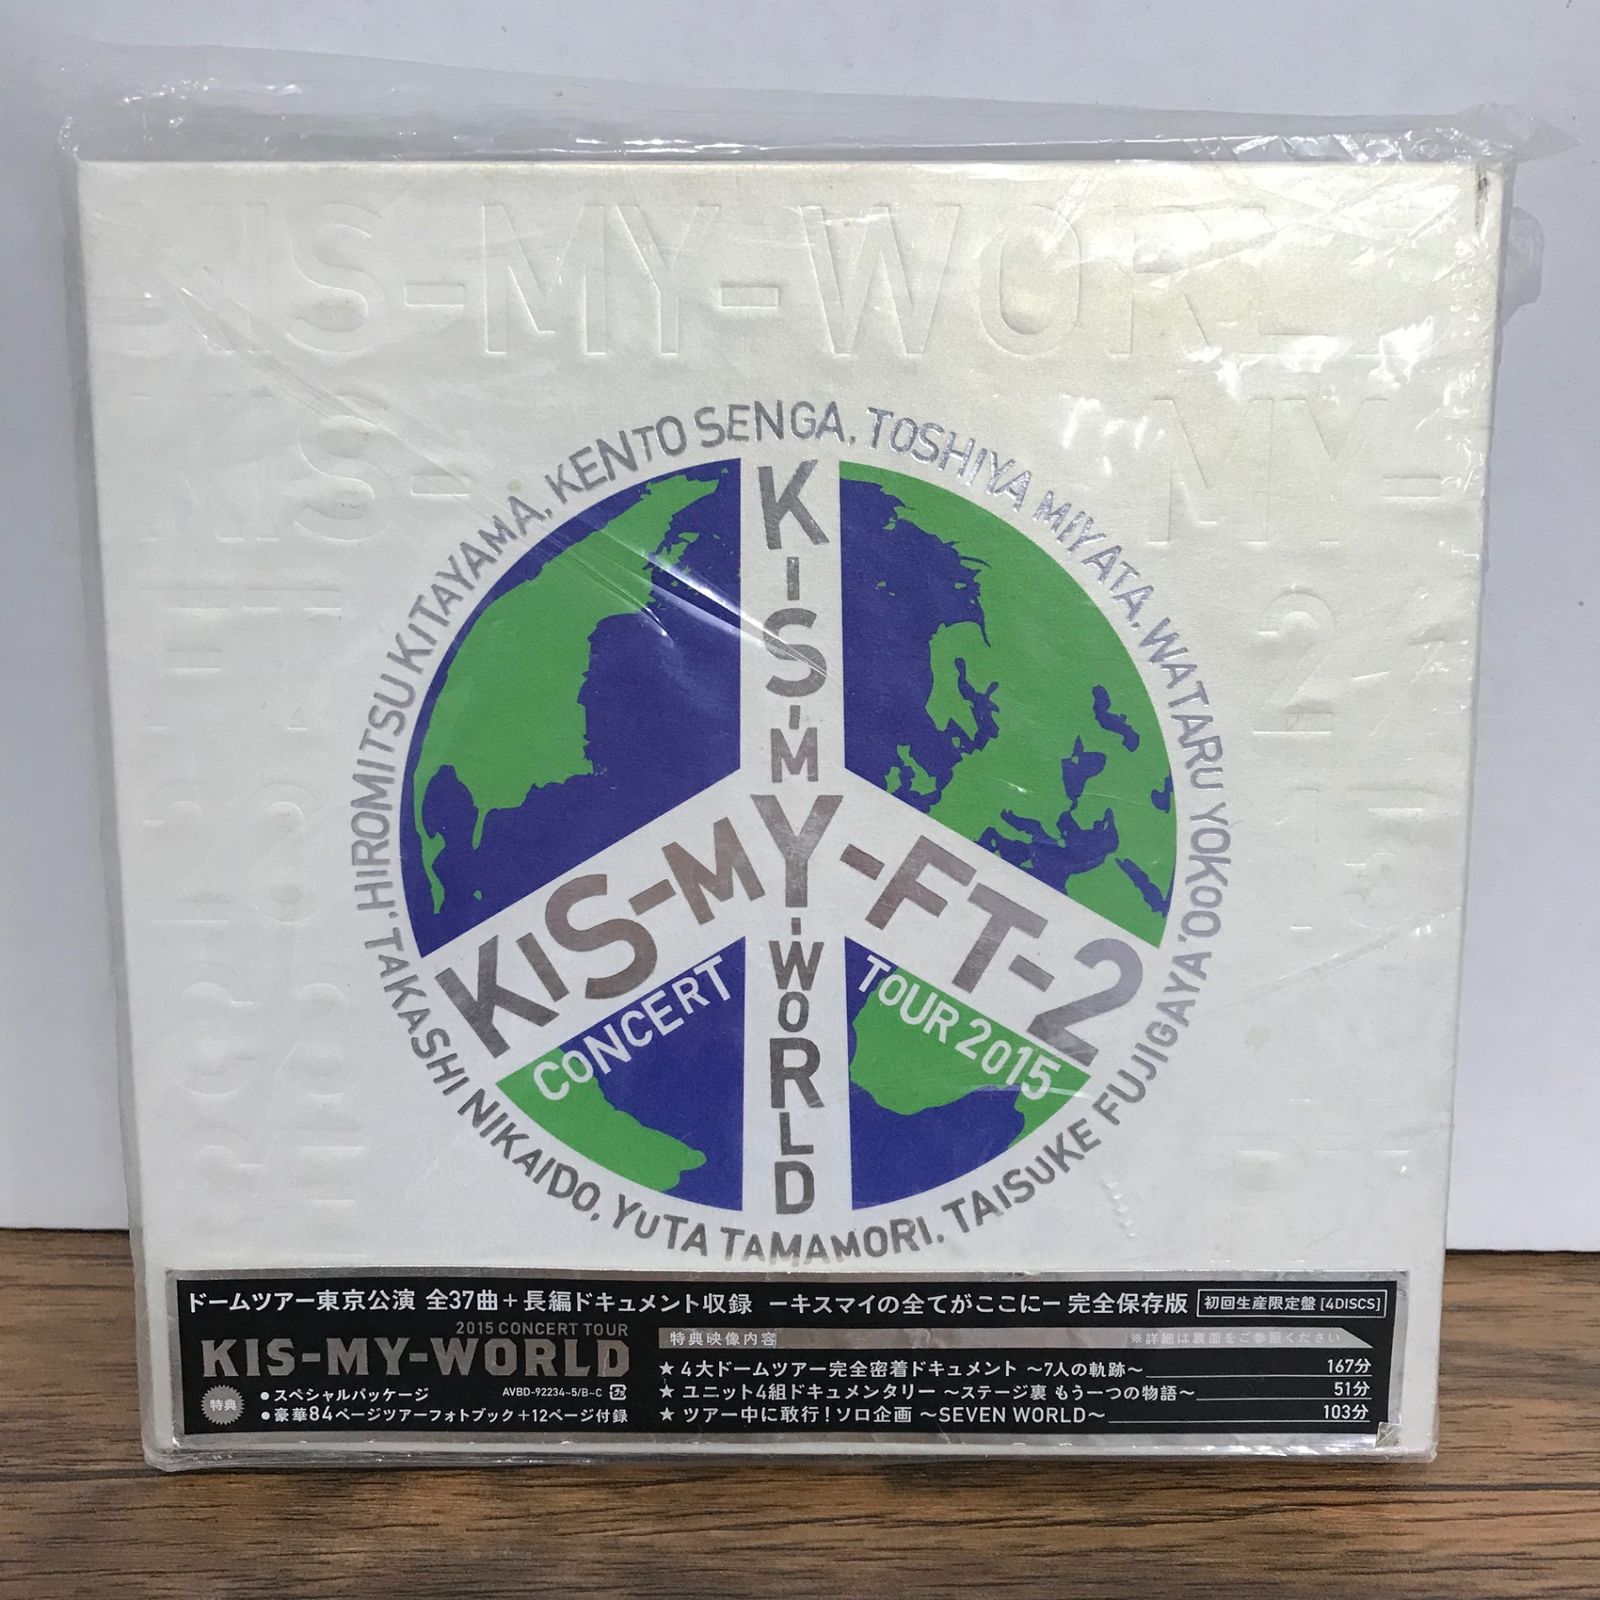 KIS-MY-WORLD
KIS-
MY-
2
HIROMITSU KITAYAMA, KENTO SENGA, TOSHIYA MIYATA, WATARU YOKOO, TAISUKE FUJIGAYA, YUTA TAMAMORI, TAKASHI NIKAIDO,
KIS-MY-WORLD
KIS-MY-FT-2
CONCERT TOUR 2015
ドームツアー東京公演 全37曲+長編ドキュメント収録 ーキスマイの全てがここにー 完全保存版 初回生産限定盤 [4DISCS]
2015 CONCERT TOUR
KIS-MY-WORLD
特典
●スペシャルパッケージ AVBD-92234~5/B~C
●豪華84ページツアーフォトブック+12ページ付録
特典映像内容 ※詳細は裏面をご参照ください
★ 4大ドームツアー完全密着ドキュメント ~7人の軌跡~ 167分
★ ユニット4組ドキュメンタリー ~ステージ裏 もう一つの物語~ 51分
★ ツアー中に敢行!ソロ企画 ~SEVEN WORLD~ 103分